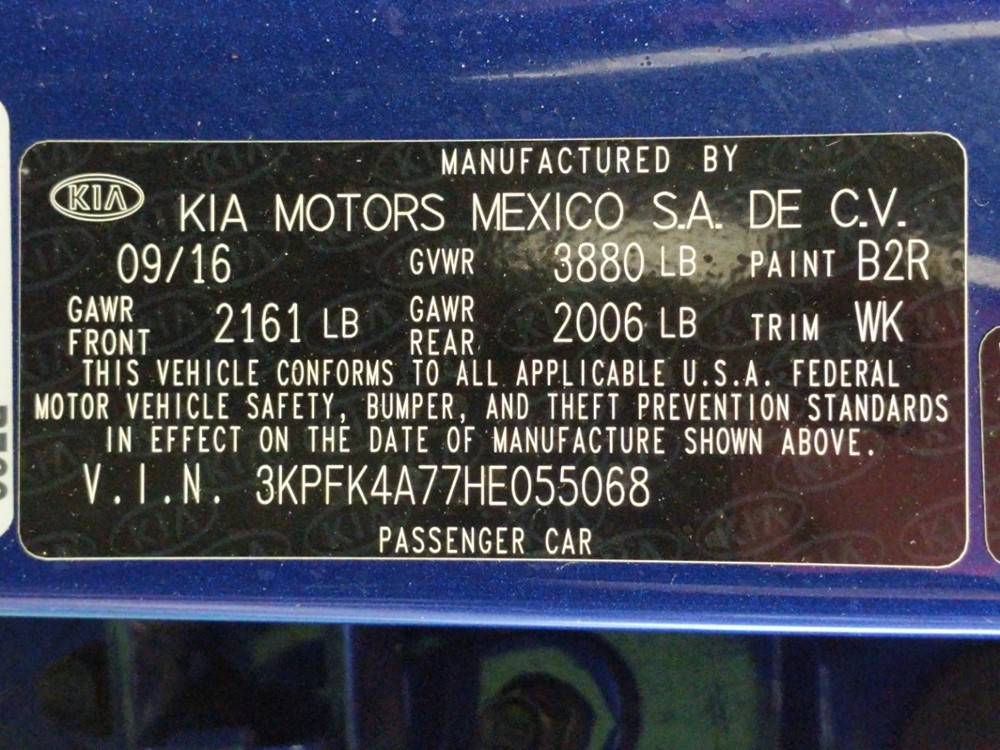 MANUFACTURED BY
KIA KIA MOTORS MEXICO S.A. DE C.V.
09/16 GVWR 3880 LB PAINT B2R
GAWR FRONT 2161 LB GAWR REAR 2006 LB TRIM WK
THIS VEHICLE CONFORMS TO ALL APPLICABLE U.S.A. FEDERAL
MOTOR VEHICLE SAFETY, BUMPER, AND THEFT PREVENTION STANDARDS
IN EFFECT ON THE DATE OF MANUFACTURE SHOWN ABOVE.
V.I.N. 3KPFK4A77HE055068
PASSENGER CAR